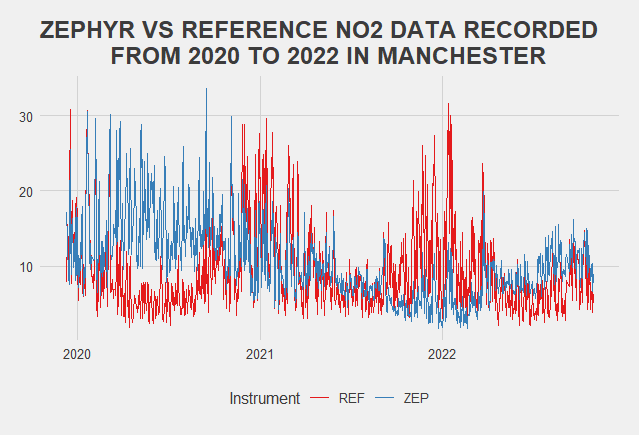 ZEPHYR VS REFERENCE NO2 DATA RECORDED
FROM 2020 TO 2022 IN MANCHESTER
30
20
10
2020 2021 2022
Instrument REF ZEP